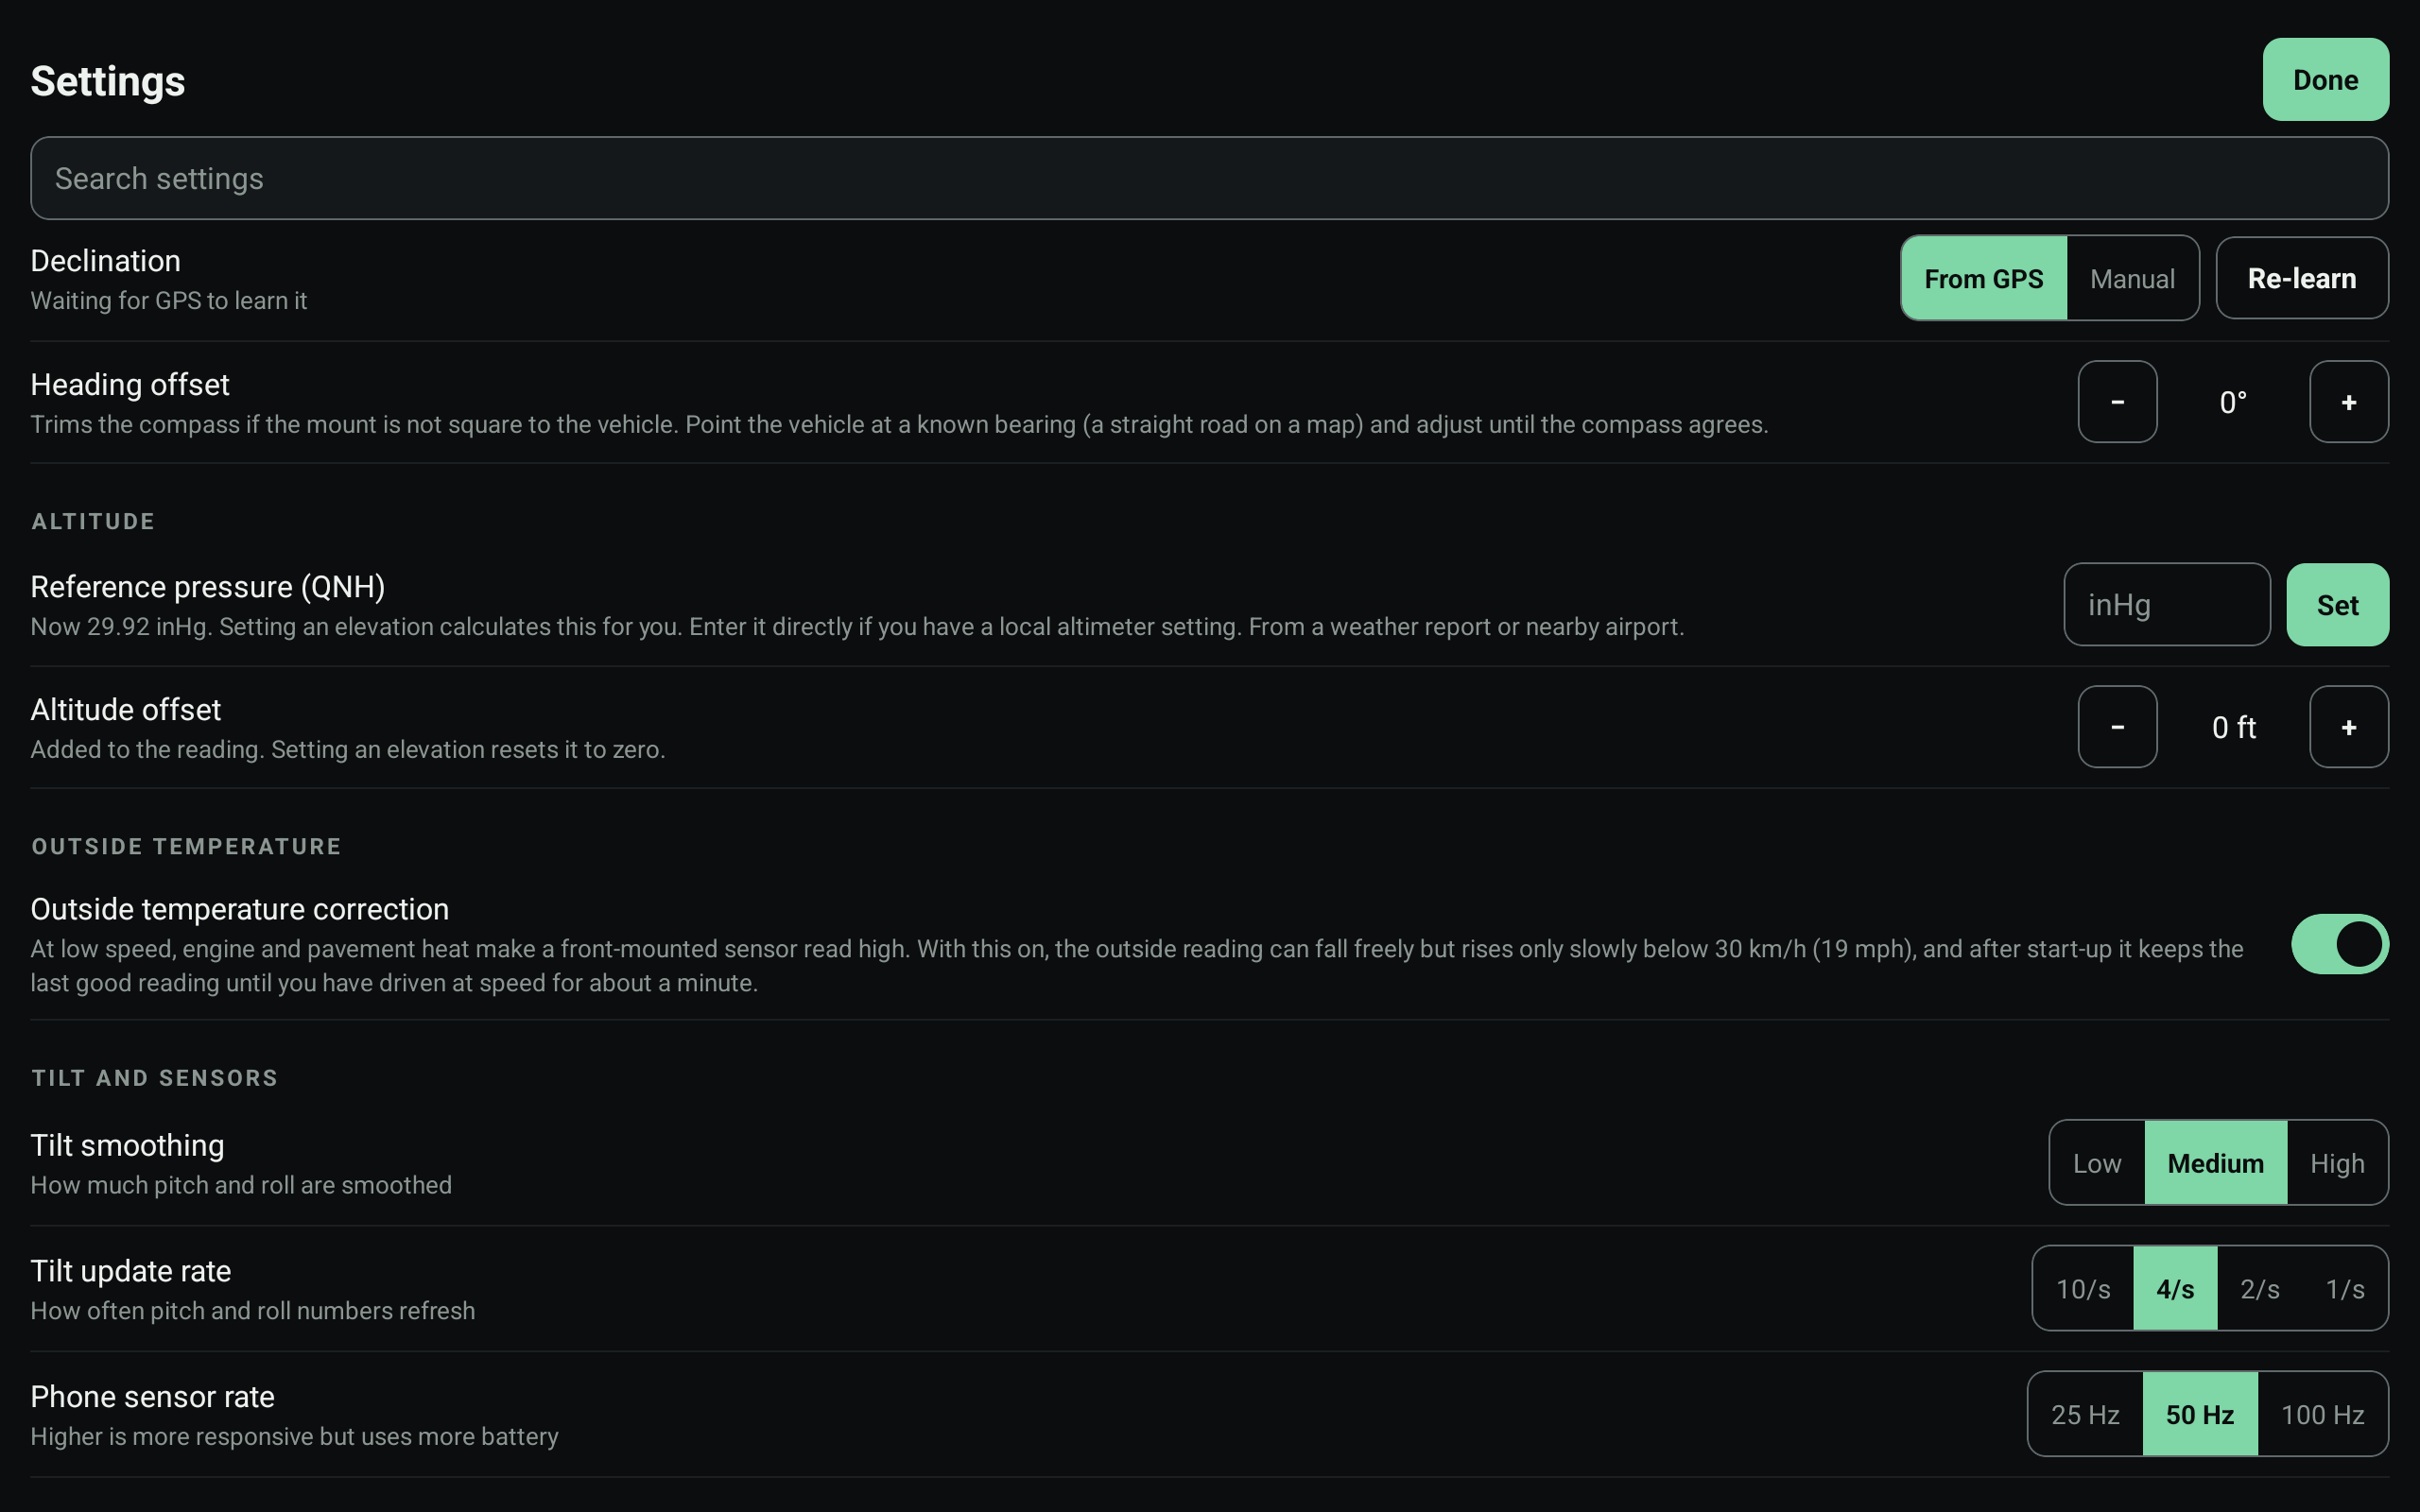 Settings
Done
Search settings
Declination
Waiting for GPS to learn it
From GPS
Manual
Re-learn
Heading offset
Trims the compass if the mount is not square to the vehicle. Point the vehicle at a known bearing (a straight road on a map) and adjust until the compass agrees.
−
0°
+
ALTITUDE
Reference pressure (QNH)
Now 29.92 inHg. Setting an elevation calculates this for you. Enter it directly if you have a local altimeter setting. From a weather report or nearby airport.
inHg
Set
Altitude offset
Added to the reading. Setting an elevation resets it to zero.
−
0 ft
+
OUTSIDE TEMPERATURE
Outside temperature correction
At low speed, engine and pavement heat make a front-mounted sensor read high. With this on, the outside reading can fall freely but rises only slowly below 30 km/h (19 mph), and after start-up it keeps the
last good reading until you have driven at speed for about a minute.
TILT AND SENSORS
Tilt smoothing
How much pitch and roll are smoothed
Low
Medium
High
Tilt update rate
How often pitch and roll numbers refresh
10/s
4/s
2/s
1/s
Phone sensor rate
Higher is more responsive but uses more battery
25 Hz
50 Hz
100 Hz